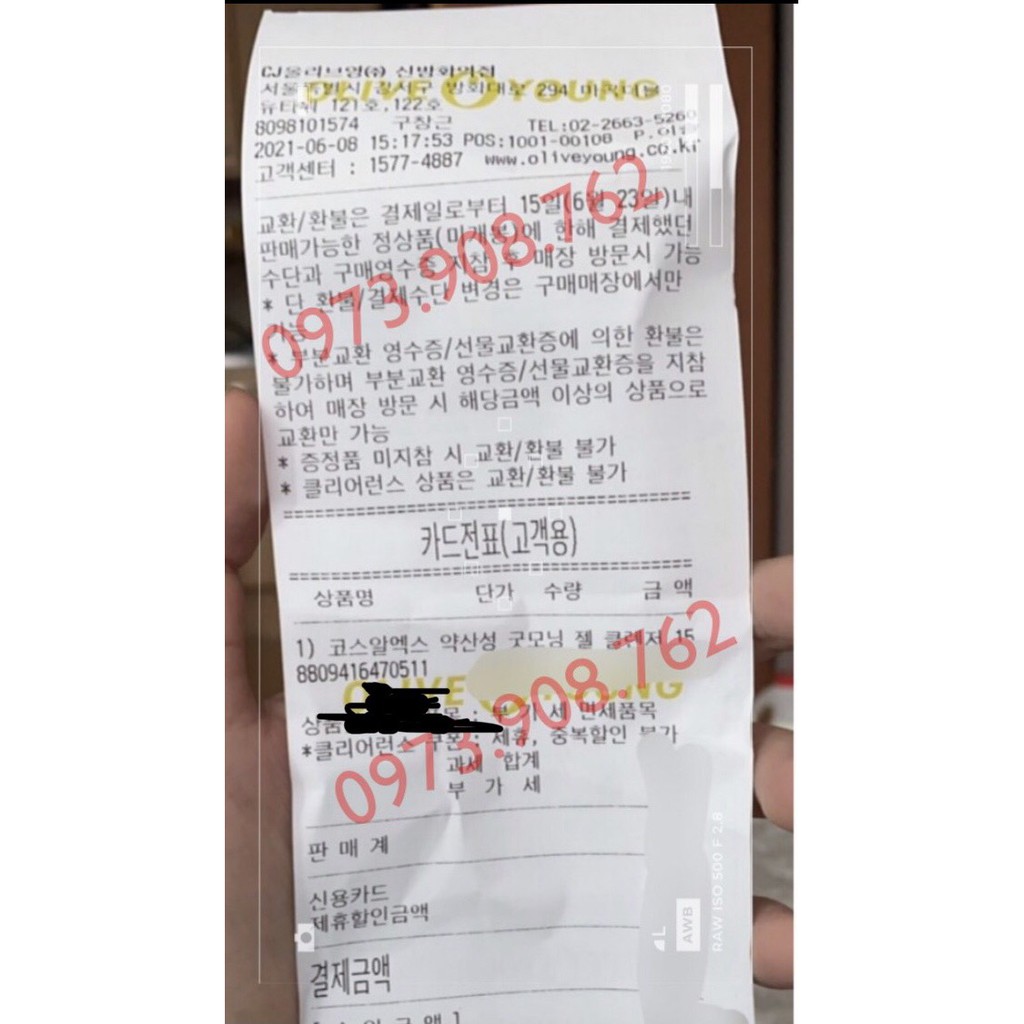 CJ올리브영(주) 신방화역점
OLIVE YOUNG
서울특별시 강서구 방화대로 294 마곡더블
유타워 121호,122호
8098101574 구창근 TEL:02-2663-5260
2021-06-08 15:17:53 POS:1001-00108
고객센터 : 1577-4887 www.oliveyoung.co.kr
교환/환불은 결제일로부터 15일(6월 23일)내
판매가능한 정상품(미개봉)에 한해 결제했던
수단과 구매영수증 지참 후 매장 방문시 가능
* 단 환불/결제수단 변경은 구매매장에서만
가능
0973.908.762
* 부분교환 영수증/선물교환증에 의한 환불은
불가하며 부분교환 영수증/선물교환증을 지참
하여 매장 방문 시 해당금액 이상의 상품으로
교환만 가능
* 증정품 미지참 시 교환/환불 불가
* 클리어런스 상품은 교환/환불 불가
카드전표(고객용)
상품명 단가 수량 금액
1) 코스알엑스 약산성 굿모닝 젤 클렌저 15
8809416470511
OLIVE YOUNG
상품 : 부가세 면세품목
*클리어런스 쿠폰 : 제휴, 중복할인 불가
0973.908.762
과세 합계
부 가 세
판 매 계
신용카드
제휴할인금액
결제금액
AWB
RAW ISO 500 F 2.8